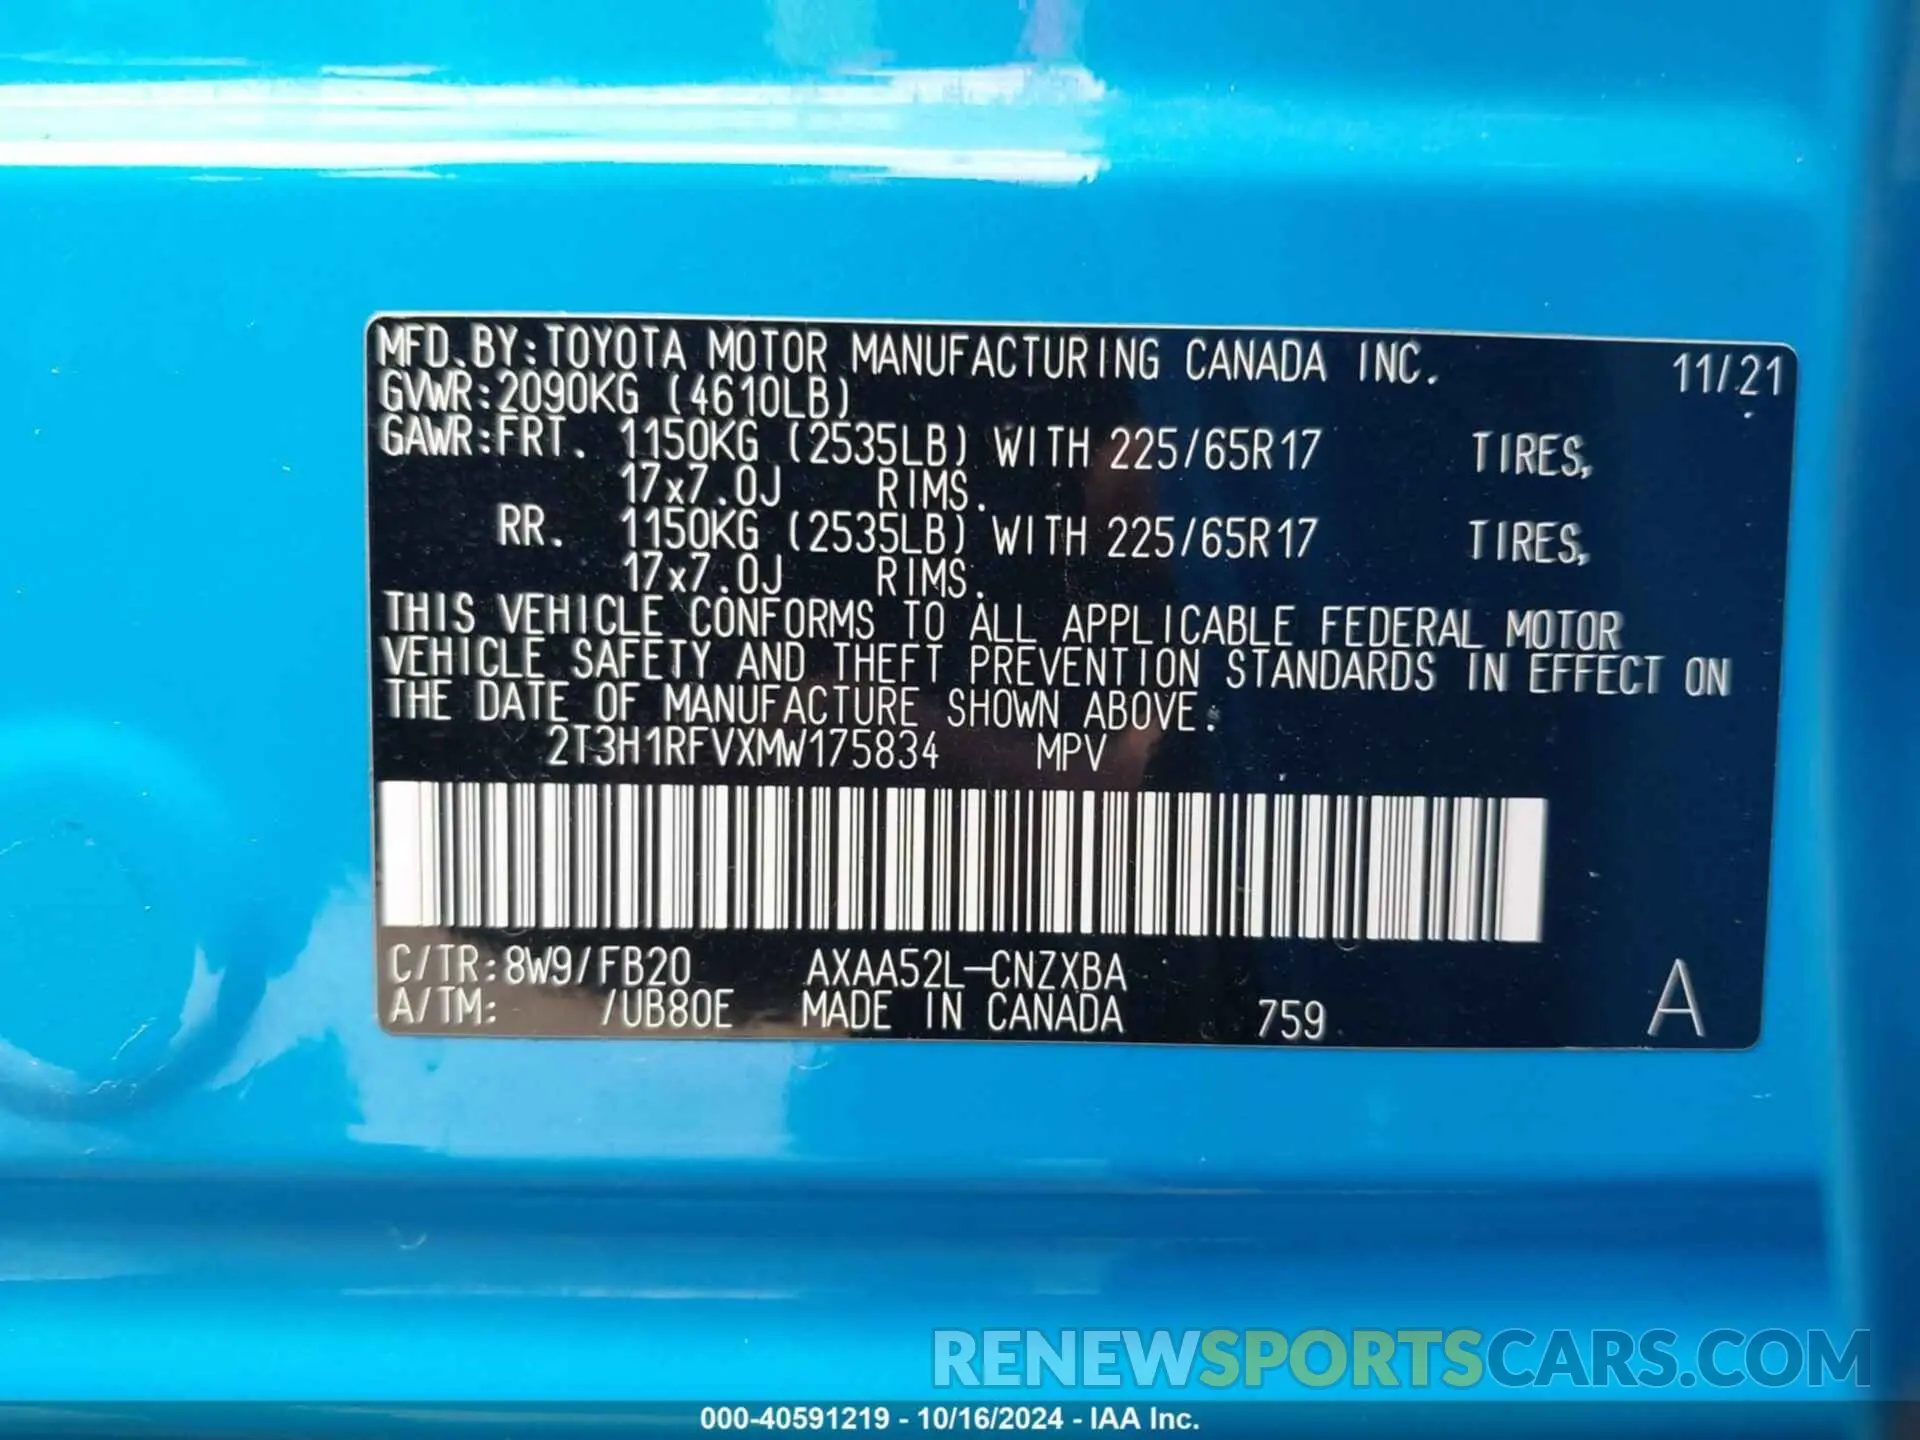 MFD.BY:TOYOTA MOTOR MANUFACTURING CANADA INC. 11/21
GVWR:2090KG (4610LB)
GAWR:FRT. 1150KG (2535LB) WITH 225/65R17 TIRES,
17x7.0J RIMS.
RR. 1150KG (2535LB) WITH 225/65R17 TIRES,
17x7.0J RIMS.
THIS VEHICLE CONFORMS TO ALL APPLICABLE FEDERAL MOTOR
VEHICLE SAFETY AND THEFT PREVENTION STANDARDS IN EFFECT ON
THE DATE OF MANUFACTURE SHOWN ABOVE.
2T3H1RFVXMW175834 MPV
C/TR:8W9/FB20 AXAA52L-CNZXBA
A/TM: /UB80E MADE IN CANADA 759 A
RENEWSPORTSCARS.COM
000-40591219 - 10/16/2024 - IAA Inc.